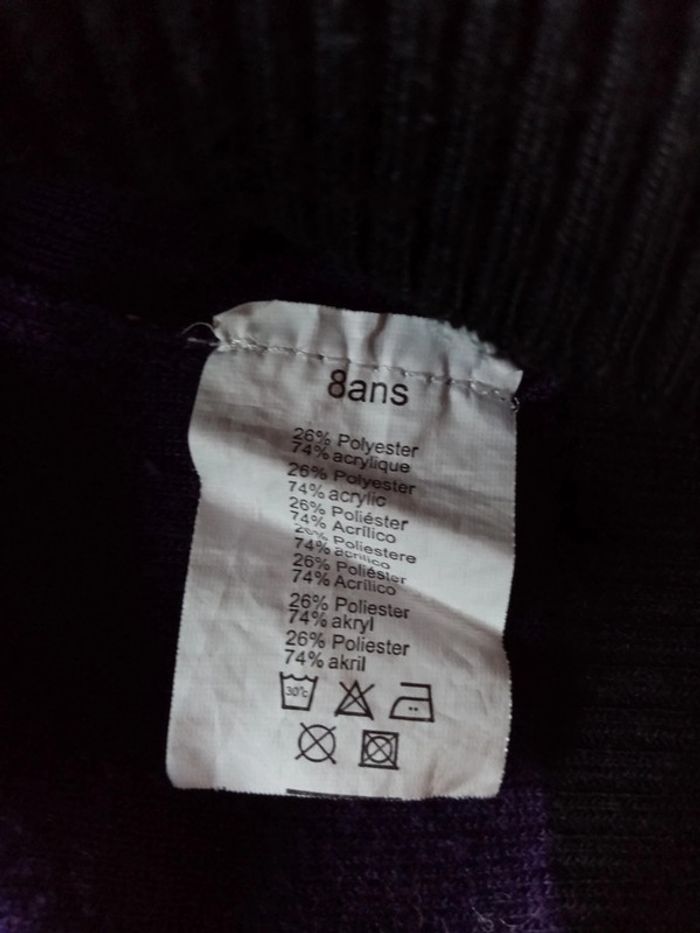 8ans
26% Polyester
74% acrylique
26% Polyester
74% acrylic
26% Poliéster
74% Acrílico
26% Poliestere
74% acrilico
26% Poliéster
74% Acrílico
26% Poliester
74% akryl
26% Poliester
74% akril
30°c